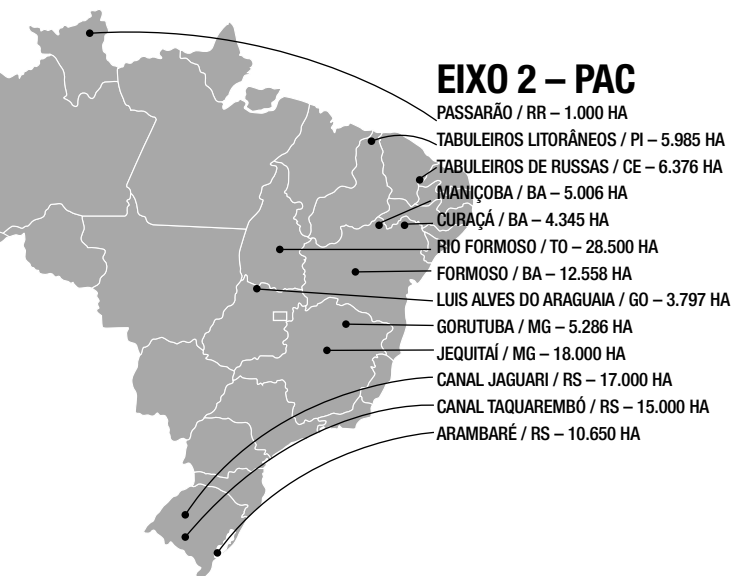 EIXO 2 – PAC
PASSARÃO / RR – 1.000 HA
TABULEIROS LITORÂNEOS / PI – 5.985 HA
TABULEIROS DE RUSSAS / CE – 6.376 HA
MANIÇOBA / BA – 5.006 HA
CURAÇÁ / BA – 4.345 HA
RIO FORMOSO / TO – 28.500 HA
FORMOSO / BA – 12.558 HA
LUIS ALVES DO ARAGUAIA / GO – 3.797 HA
GORUTUBA / MG – 5.286 HA
JEQUITAÍ / MG – 18.000 HA
CANAL JAGUARI / RS – 17.000 HA
CANAL TAQUAREMBÓ / RS – 15.000 HA
ARAMBARÉ / RS – 10.650 HA